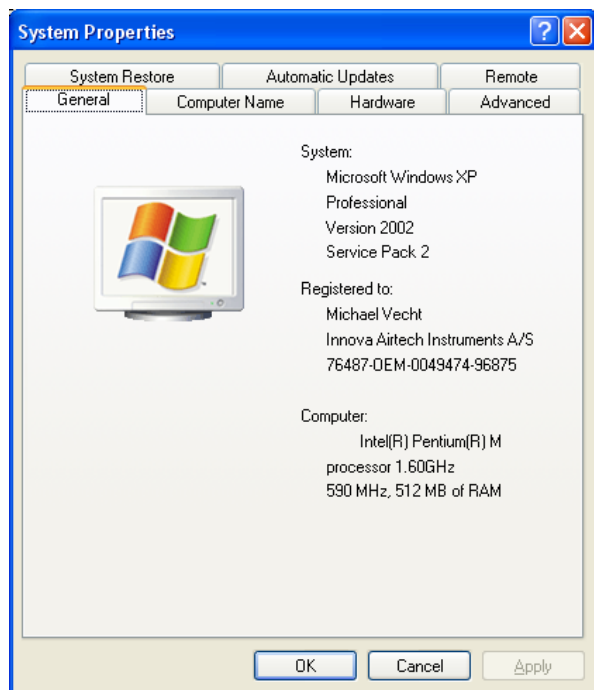 System Properties
System Restore Automatic Updates Remote
General Computer Name Hardware Advanced
System:
Microsoft Windows XP
Professional
Version 2002
Service Pack 2
Registered to:
Michael Vecht
Innova Airtech Instruments A/S
76487-OEM-0049474-96875
Computer:
Intel(R) Pentium(R) M
processor 1.60GHz
590 MHz, 512 MB of RAM
OK Cancel Apply